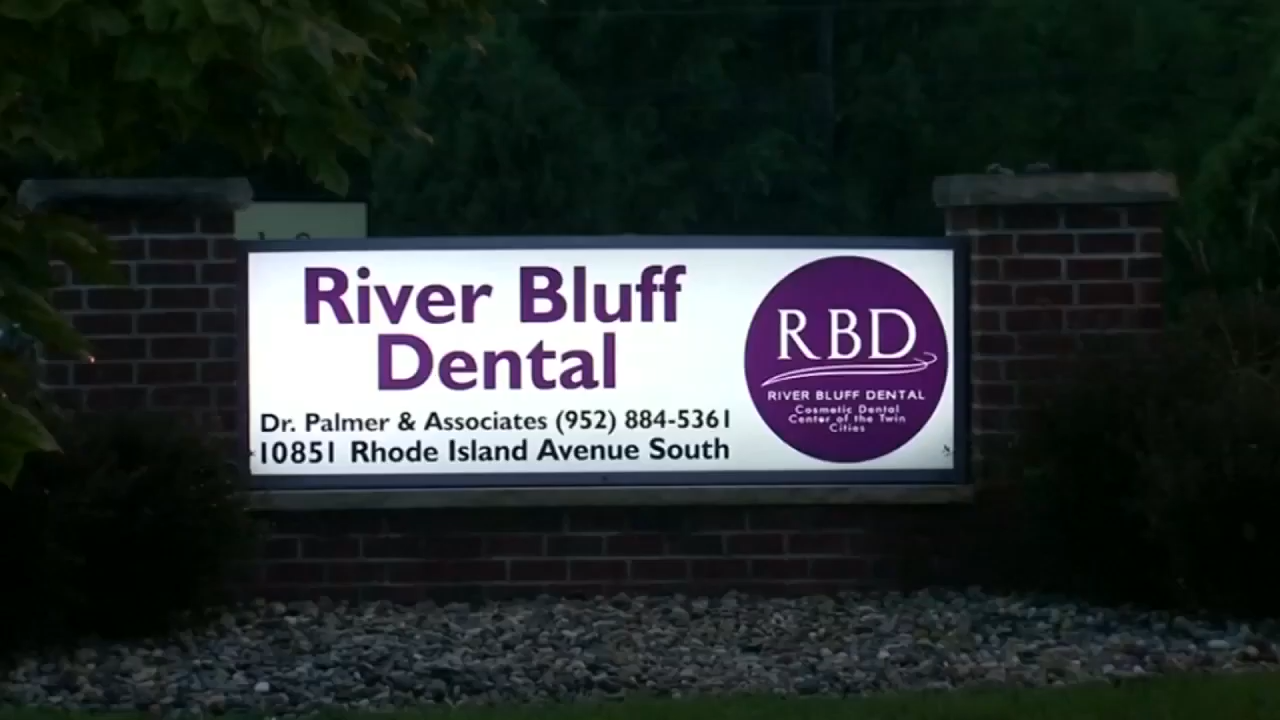 River Bluff
Dental
Dr. Palmer & Associates (952) 884-5361
10851 Rhode Island Avenue South
RBD
RIVER BLUFF DENTAL
Cosmetic Dental
Center of the Twin
Cities